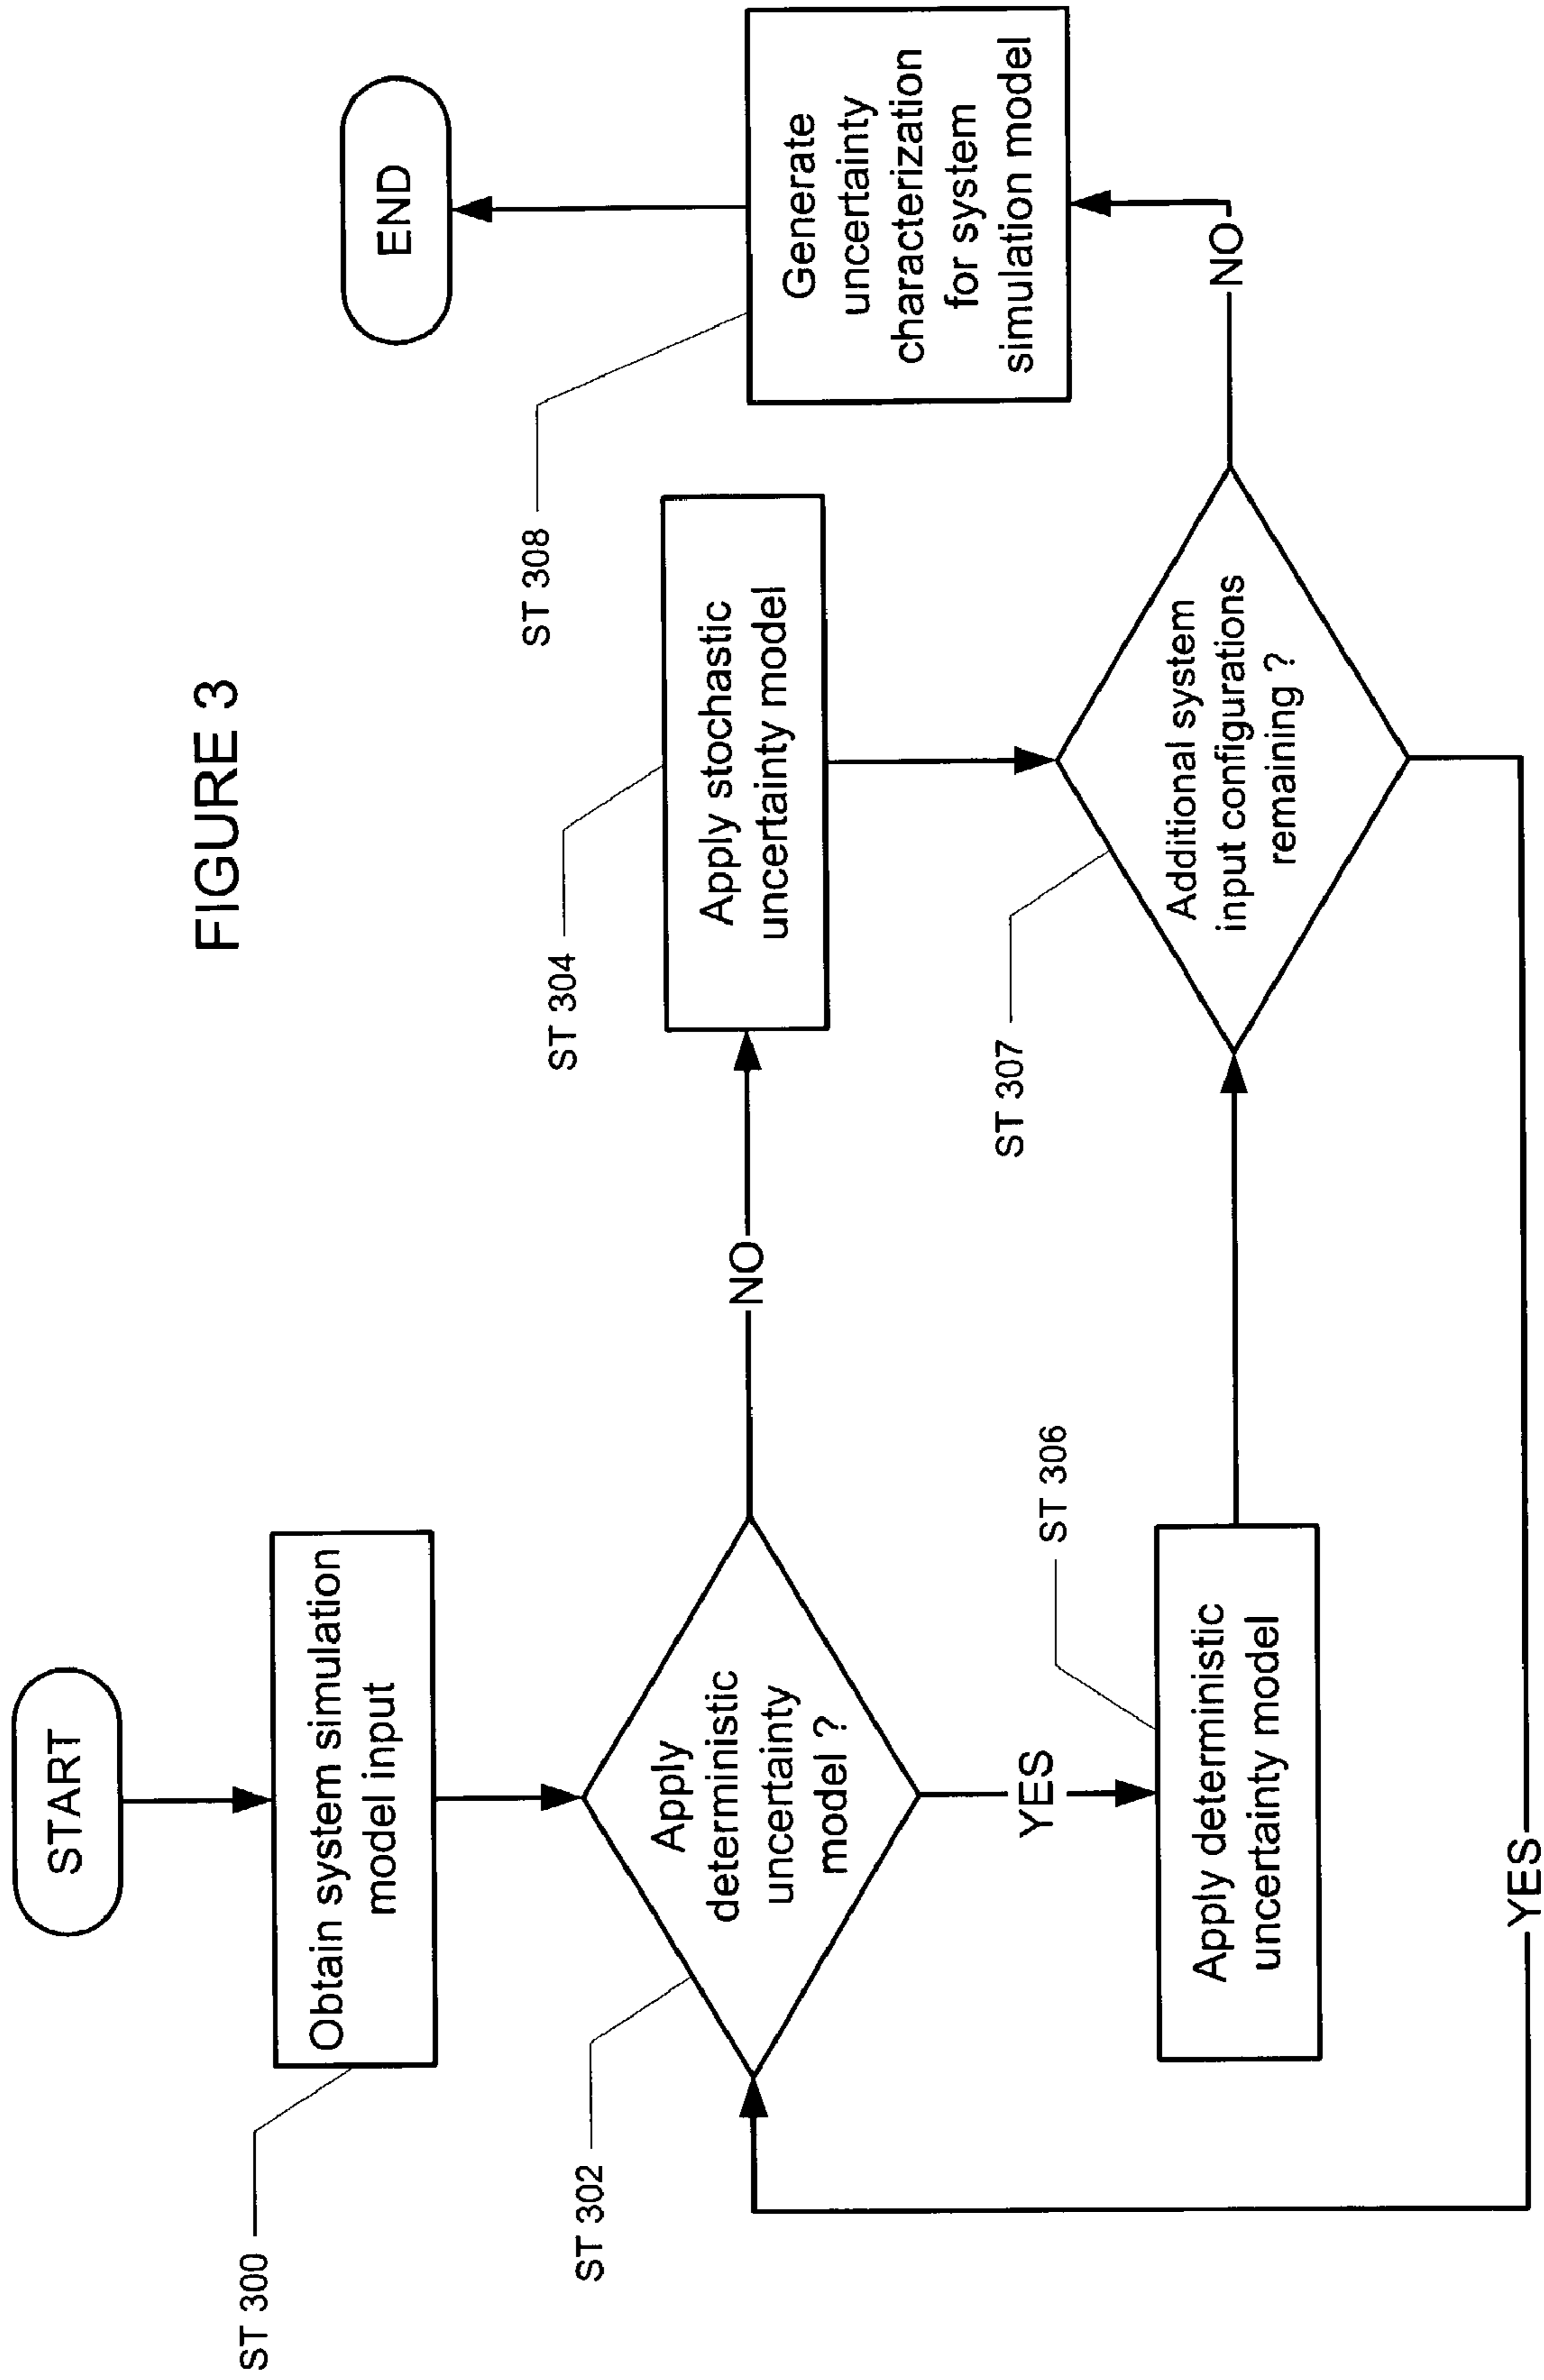 FIGURE 3
START
ST 300
Obtain system simulation
model input
ST 302
Apply
deterministic
uncertainty
model ?
NO
ST 304
Apply stochastic
uncertainty model
YES
ST 306
Apply deterministic
uncertainty model
ST 307
Additional system
input configurations
remaining ?
YES
NO
ST 308
Generate
uncertainty
characterization
for system
simulation model
END